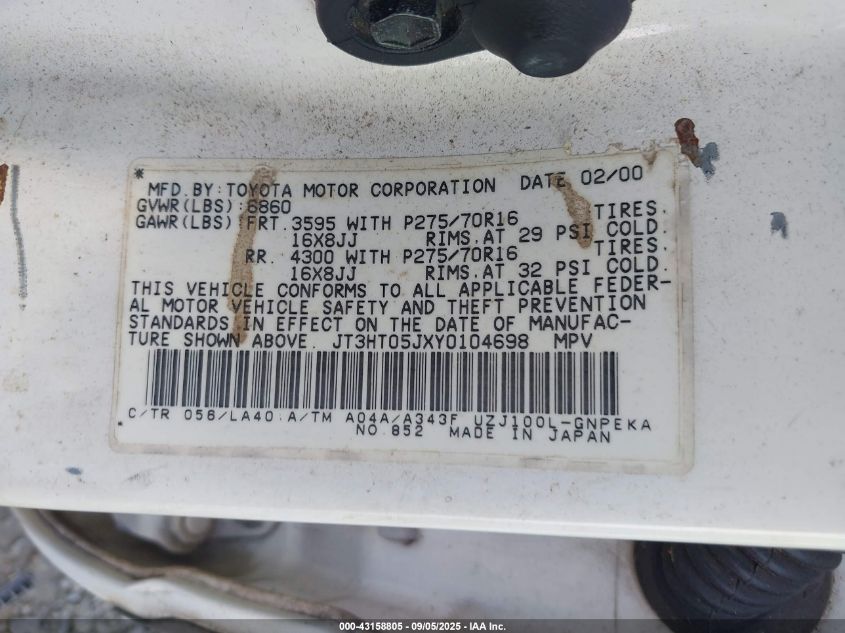 *
MFD.BY:TOYOTA MOTOR CORPORATION DATE 02/00
GVWR(LBS):6860
GAWR(LBS):FRT.3595 WITH P275/70R16 TIRES.
16X8JJ RIMS.AT 29 PSI COLD.
RR. 4300 WITH P275/70R16 TIRES.
16X8JJ RIMS.AT 32 PSI COLD.
THIS VEHICLE CONFORMS TO ALL APPLICABLE FEDER-
AL MOTOR VEHICLE SAFETY AND THEFT PREVENTION
STANDARDS IN EFFECT ON THE DATE OF MANUFAC-
TURE SHOWN ABOVE. JT3HT05JXY0104698 MPV
C/TR 056/LA40 A/TM A04A/A343F UZJ100L-GNPEKA
NO.852 MADE IN JAPAN
000-43158805 - 09/05/2025 - IAA Inc.